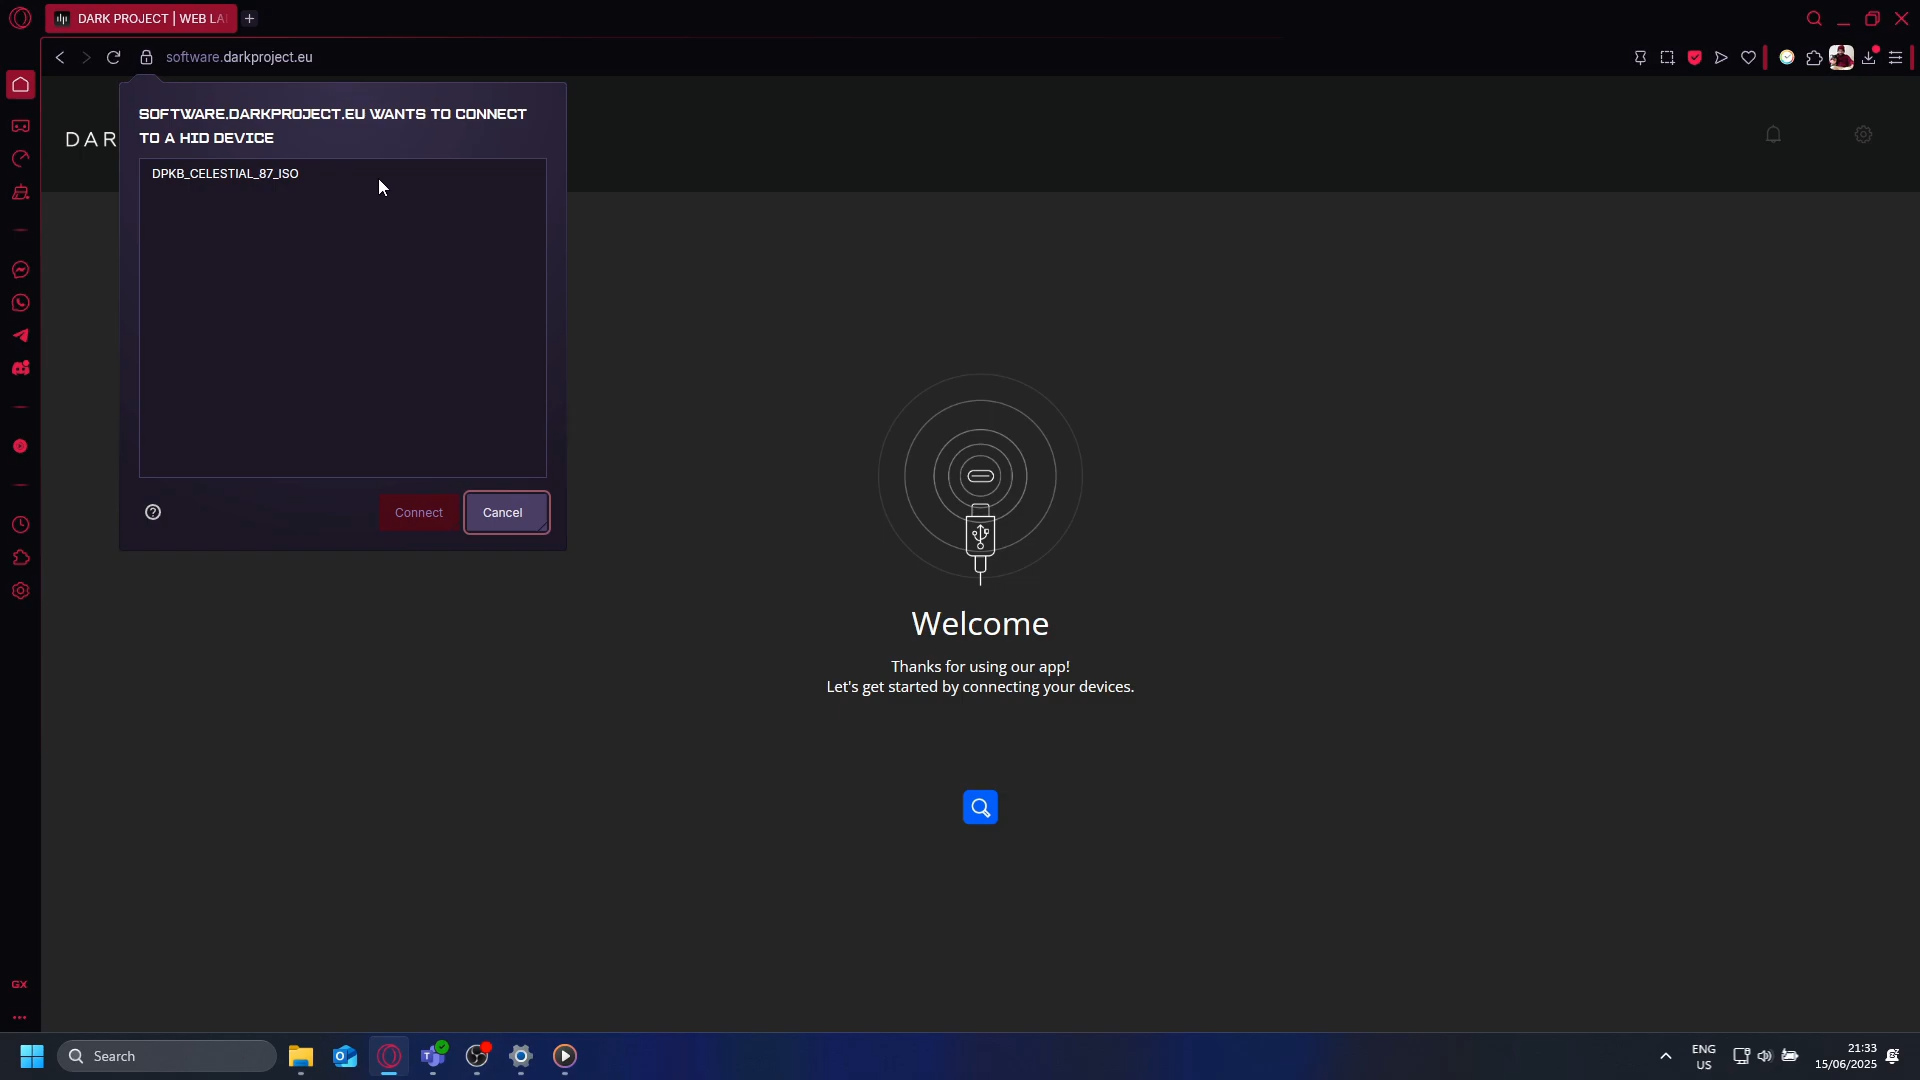 DARK PROJECT | WEB LA
software.darkproject.eu
SOFTWARE.DARKPROJECT.EU WANTS TO CONNECT
TO A HID DEVICE
DAR
DPKB_CELESTIAL_87_ISO
Connect
Cancel
Welcome
Thanks for using our app!
Let's get started by connecting your devices.
GX
Search
ENG
US
21:33
15/06/2025